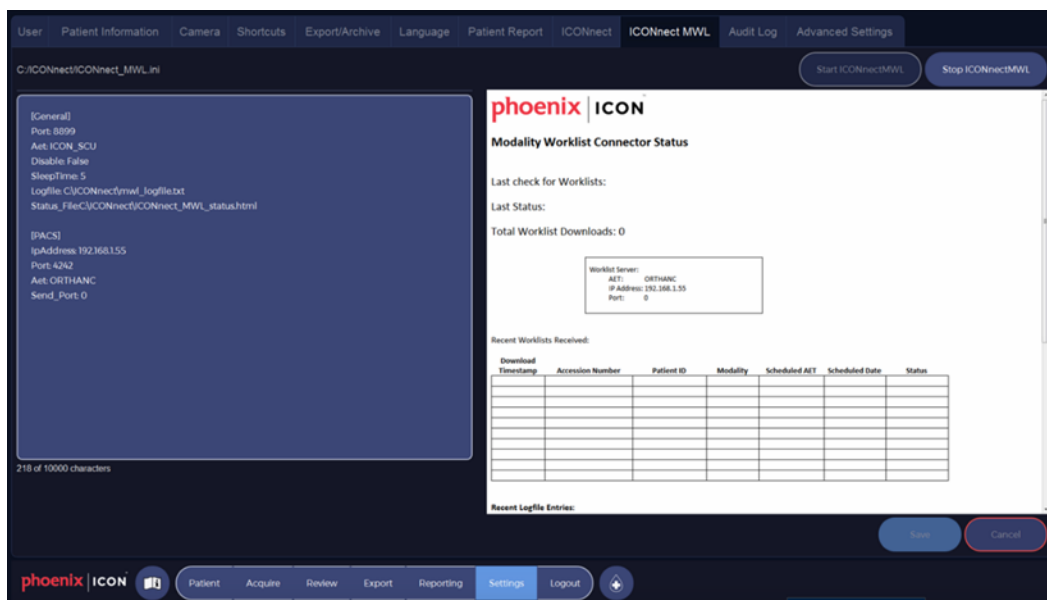 User Patient Information Camera Shortcuts Export/Archive Language Patient Report ICONnect ICONnect MWL Audit Log Advanced Settings
C:/ICONnect/ICONnect_MWL.ini
Start ICONnectMWL Stop ICONnectMWL
[General]
Port: 8899
Aet: ICON_SCU
Disable: False
SleepTime: 5
Logfile: C:\ICONnect\mwl_logfile.txt
Status_File:C:\ICONnect\ICONnect_MWL_status.html
[PACS]
IpAddress: 192.168.1.55
Port: 4242
Aet: ORTHANC
Send_Port: 0
218 of 10000 characters
phoenix | ICON
Modality Worklist Connector Status
Last check for Worklists:
Last Status:
Total Worklist Downloads: 0
Worklist Server:
AET: ORTHANC
IP Address: 192.168.1.55
Port: 0
Recent Worklists Received:
Download Timestamp Accession Number Patient ID Modality Scheduled AET Scheduled Date Status
Recent Logfile Entries:
Save Cancel
phoenix | ICON Patient Acquire Review Export Reporting Settings Logout